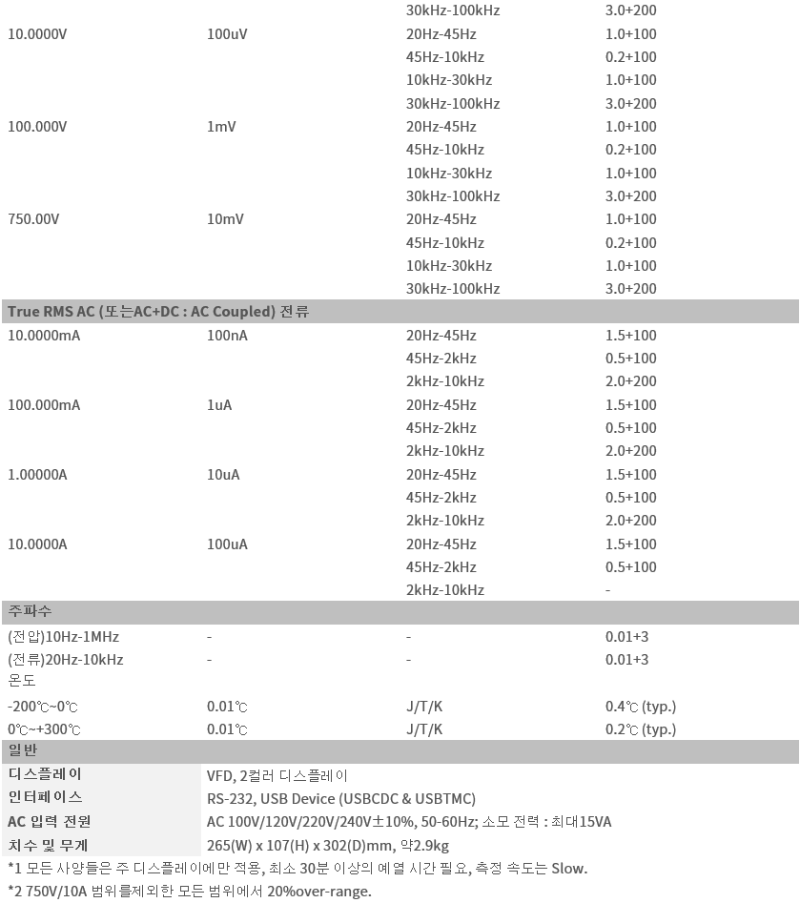 30kHz-100kHz 3.0+200
10.0000V 100uV 20Hz-45Hz 1.0+100
45Hz-10kHz 0.2+100
10kHz-30kHz 1.0+100
30kHz-100kHz 3.0+200
100.000V 1mV 20Hz-45Hz 1.0+100
45Hz-10kHz 0.2+100
10kHz-30kHz 1.0+100
30kHz-100kHz 3.0+200
750.00V 10mV 20Hz-45Hz 1.0+100
45Hz-10kHz 0.2+100
10kHz-30kHz 1.0+100
30kHz-100kHz 3.0+200
True RMS AC (또는AC+DC : AC Coupled) 전류
10.0000mA 100nA 20Hz-45Hz 1.5+100
45Hz-2kHz 0.5+100
2kHz-10kHz 2.0+200
100.000mA 1uA 20Hz-45Hz 1.5+100
45Hz-2kHz 0.5+100
2kHz-10kHz 2.0+200
1.00000A 10uA 20Hz-45Hz 1.5+100
45Hz-2kHz 0.5+100
2kHz-10kHz 2.0+200
10.0000A 100uA 20Hz-45Hz 1.5+100
45Hz-2kHz 0.5+100
2kHz-10kHz -
주파수
(전압)10Hz-1MHz - - 0.01+3
(전류)20Hz-10kHz - - 0.01+3
온도
-200℃~0℃ 0.01℃ J/T/K 0.4℃ (typ.)
0℃~+300℃ 0.01℃ J/T/K 0.2℃ (typ.)
일반
디스플레이 VFD, 2컬러 디스플레이
인터페이스 RS-232, USB Device (USBCDC & USBTMC)
AC 입력 전원 AC 100V/120V/220V/240V±10%, 50-60Hz; 소모 전력 : 최대15VA
치수 및 무게 265(W) x 107(H) x 302(D)mm, 약2.9kg
*1 모든 사양들은 주 디스플레이에만 적용, 최소 30분 이상의 예열 시간 필요, 측정 속도는 Slow.
*2 750V/10A 범위를제외한 모든 범위에서 20%over-range.